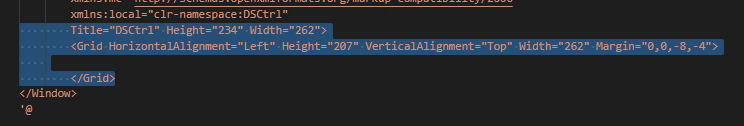 xmlns:local="clr-namespace:DSCtrl"
Title="DSCtrl" Height="234" Width="262">
<Grid HorizontalAlignment="Left" Height="207" VerticalAlignment="Top" Width="262" Margin="0,0,-8,-4">
</Grid>
</Window>
'@